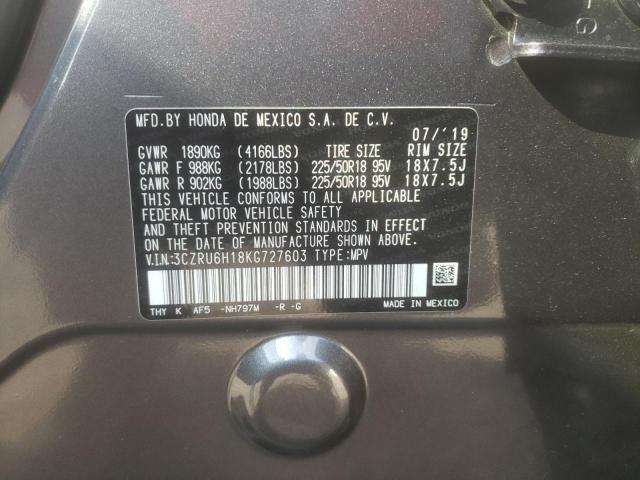 MFD.BY HONDA DE MEXICO S.A. DE C.V.
07/'19
GVWR 1890KG (4166LBS) TIRE SIZE RIM SIZE
GAWR F 988KG (2178LBS) 225/50R18 95V 18X7.5J
GAWR R 902KG (1988LBS) 225/50R18 95V 18X7.5J
THIS VEHICLE CONFORMS TO ALL APPLICABLE
FEDERAL MOTOR VEHICLE SAFETY
AND THEFT PREVENTION STANDARDS IN EFFECT
ON THE DATE OF MANUFACTURE SHOWN ABOVE.
V.I.N.:3CZRU6H18KG727603 TYPE:MPV
THY K AF5 -NH797M -R -G MADE IN MEXICO